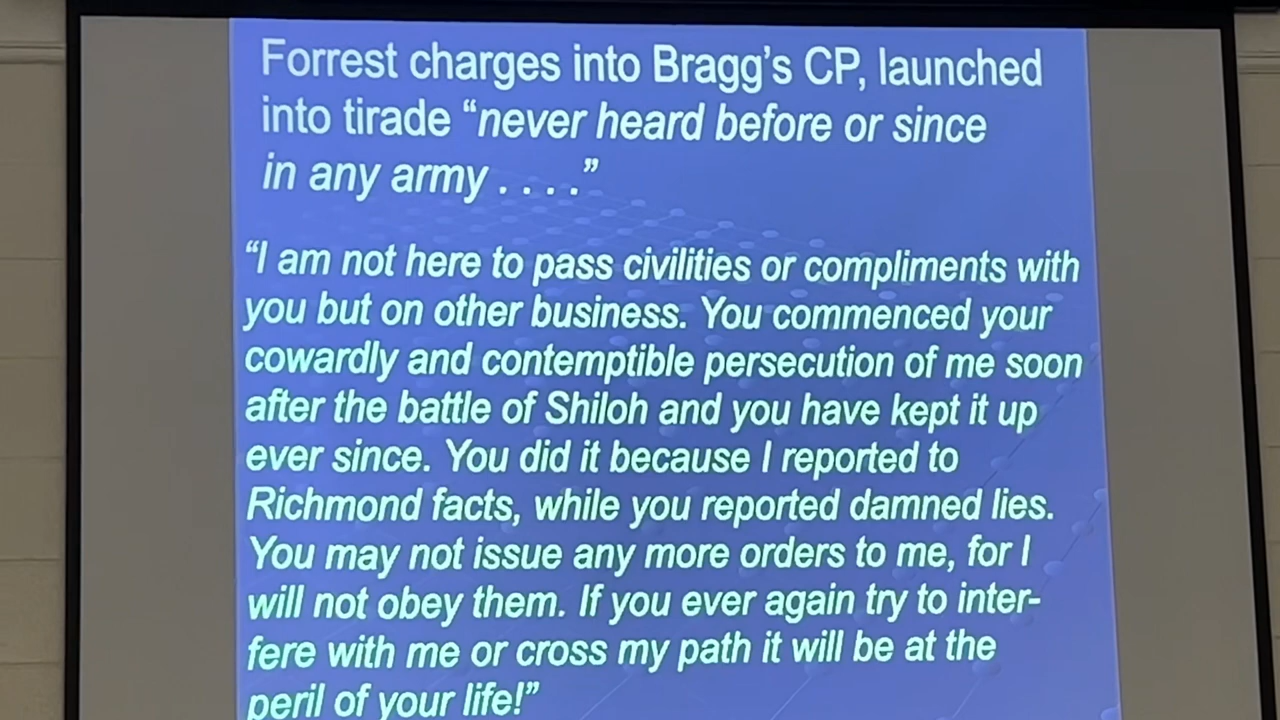 Forrest charges into Bragg’s CP, launched
into tirade “never heard before or since
in any army . . . .”
“I am not here to pass civilities or compliments with
you but on other business. You commenced your
cowardly and contemptible persecution of me soon
after the battle of Shiloh and you have kept it up
ever since. You did it because I reported to
Richmond facts, while you reported damned lies.
You may not issue any more orders to me, for I
will not obey them. If you ever again try to inter-
fere with me or cross my path it will be at the
peril of your life!”